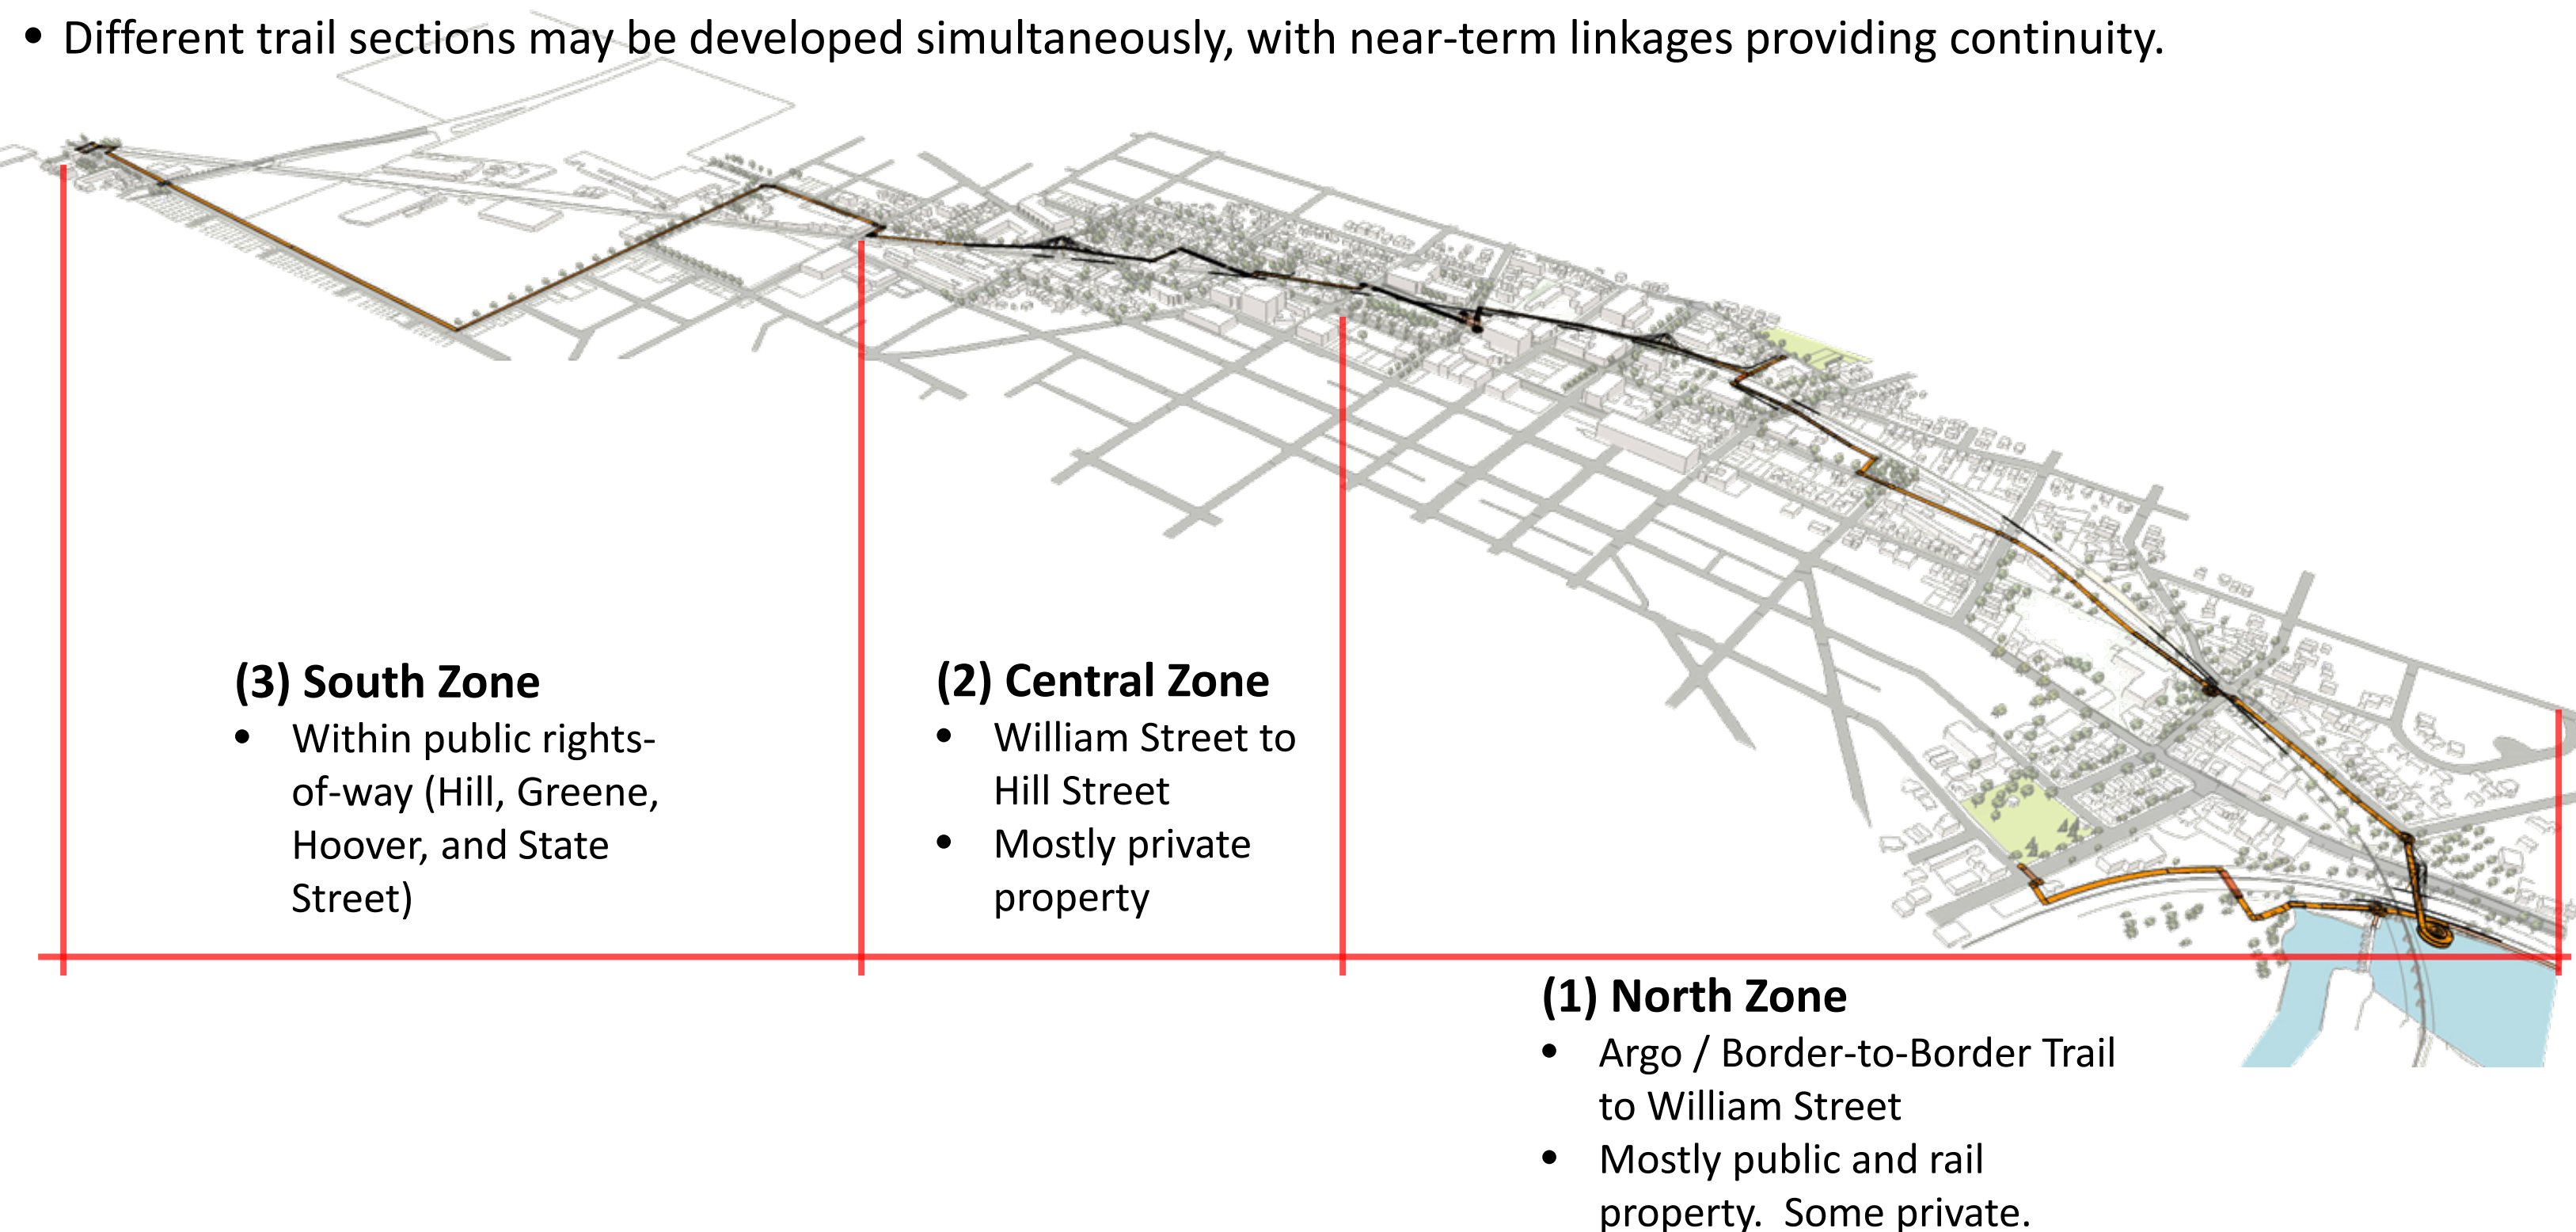 • Different trail sections may be developed simultaneously, with near-term linkages providing continuity.
(3) South Zone
• Within public rights-
of-way (Hill, Greene,
Hoover, and State
Street)
(2) Central Zone
• William Street to
Hill Street
• Mostly private
property
(1) North Zone
• Argo / Border-to-Border Trail
to William Street
• Mostly public and rail
property.  Some private.